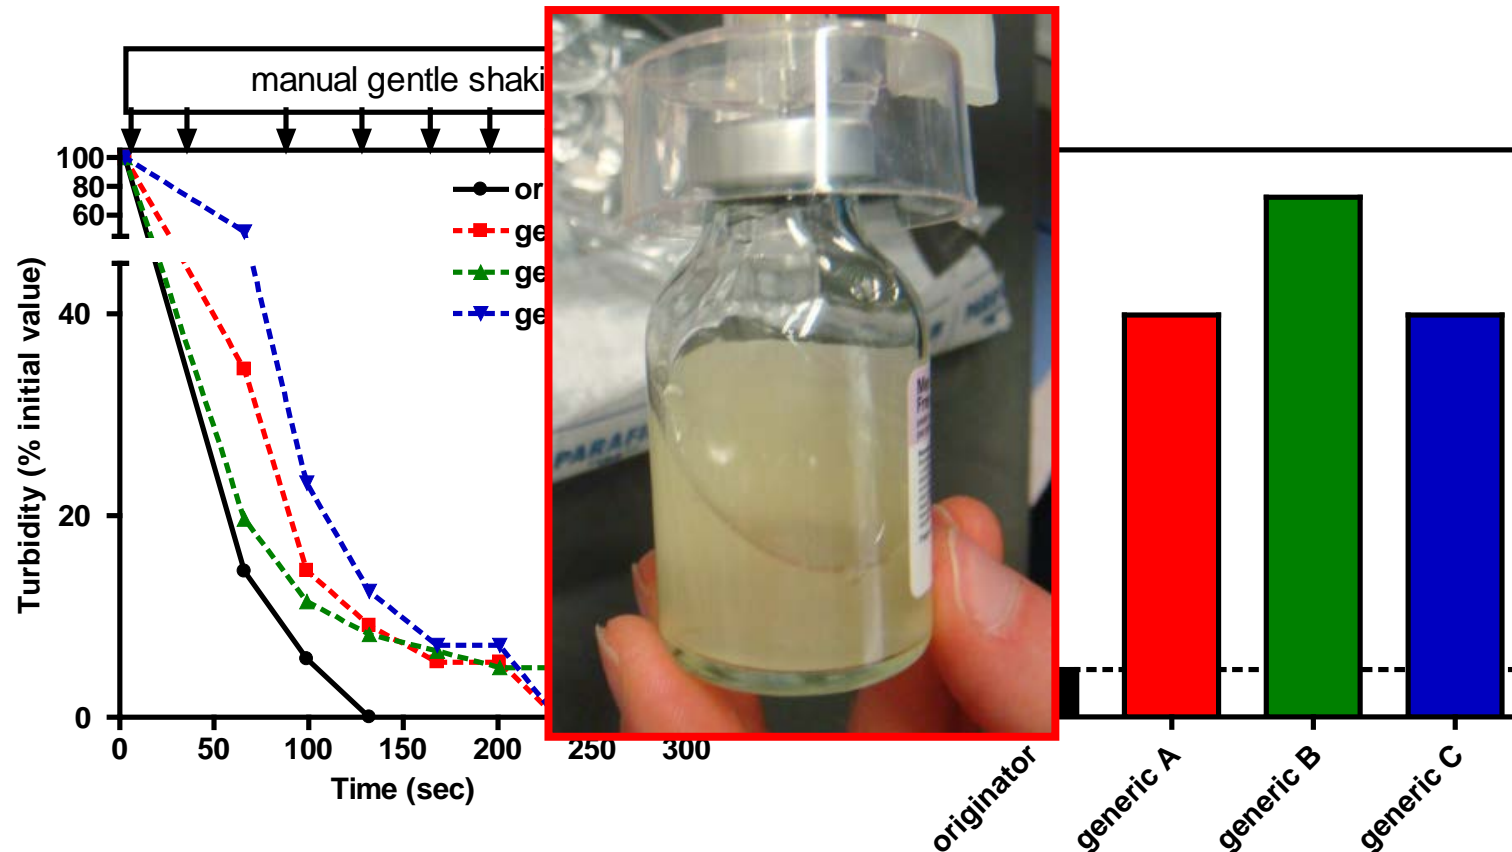 manual gentle shaki
100
80
60
40
20
0
Turbidity (% initial value)
or
ge
ge
ge
0 50 100 150 200 250 300
Time (sec)
PARAF
originator generic A generic B generic C